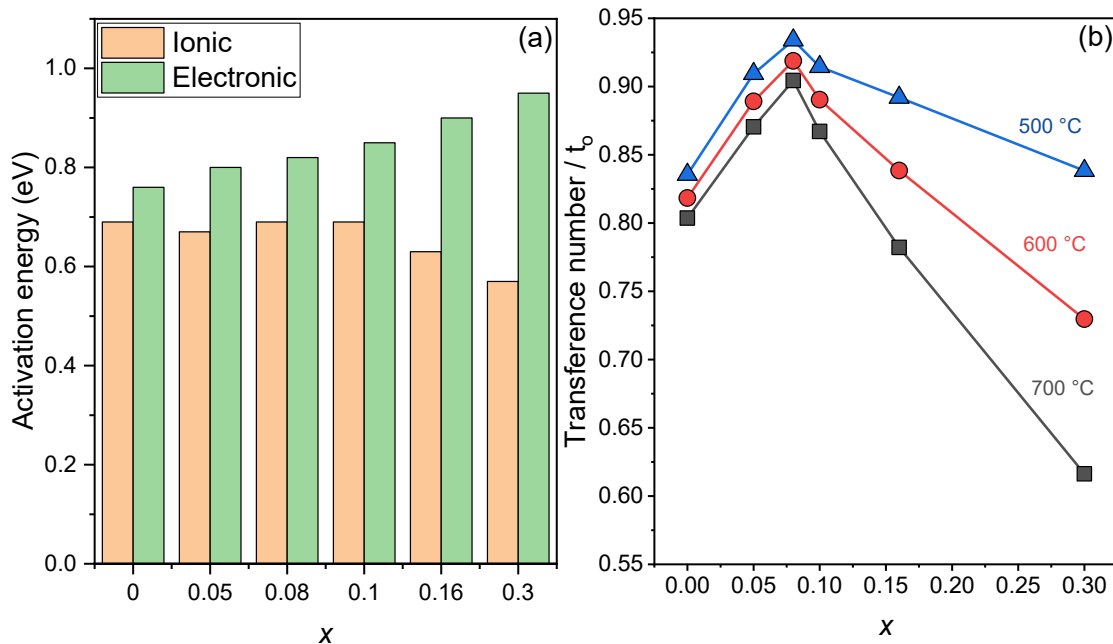 (a)
Ionic
Electronic
Activation energy (eV)
1.0
0.8
0.6
0.4
0.2
0.0
0
0.05
0.08
0.1
0.16
0.3
x
(b)
Transference number / to
0.95
0.90
0.85
0.80
0.75
0.70
0.65
0.60
0.55
500 °C
600 °C
700 °C
0.00
0.05
0.10
0.15
0.20
0.25
0.30
x